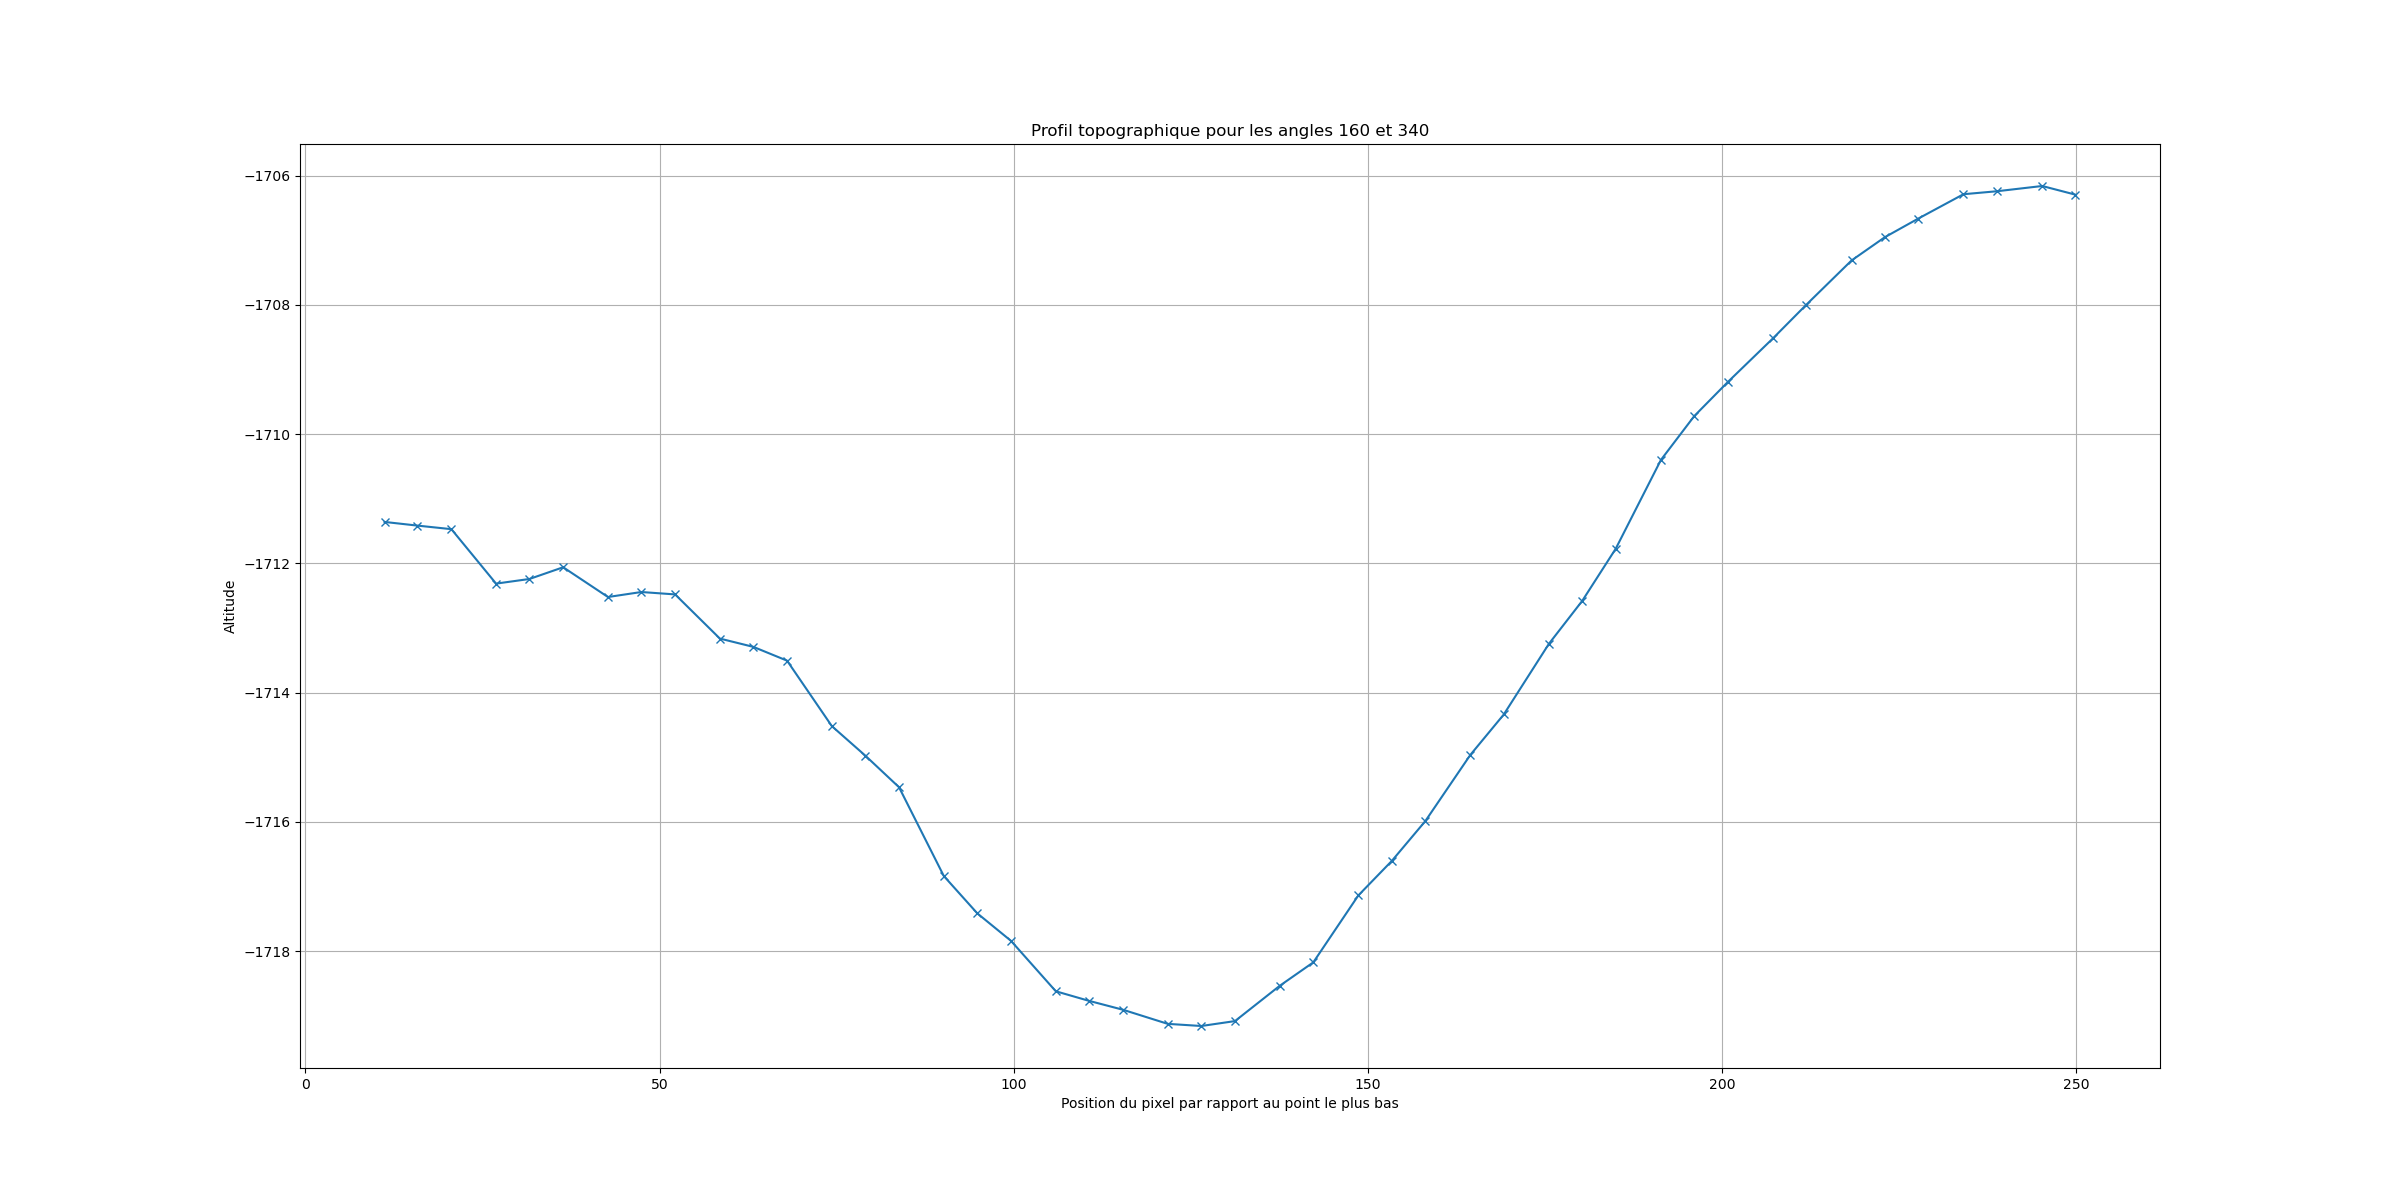 Profil topographique pour les angles 160 et 340
−1706
−1708
−1710
−1712
−1714
−1716
−1718
Altitude
0 50 100 150 200 250
Position du pixel par rapport au point le plus bas